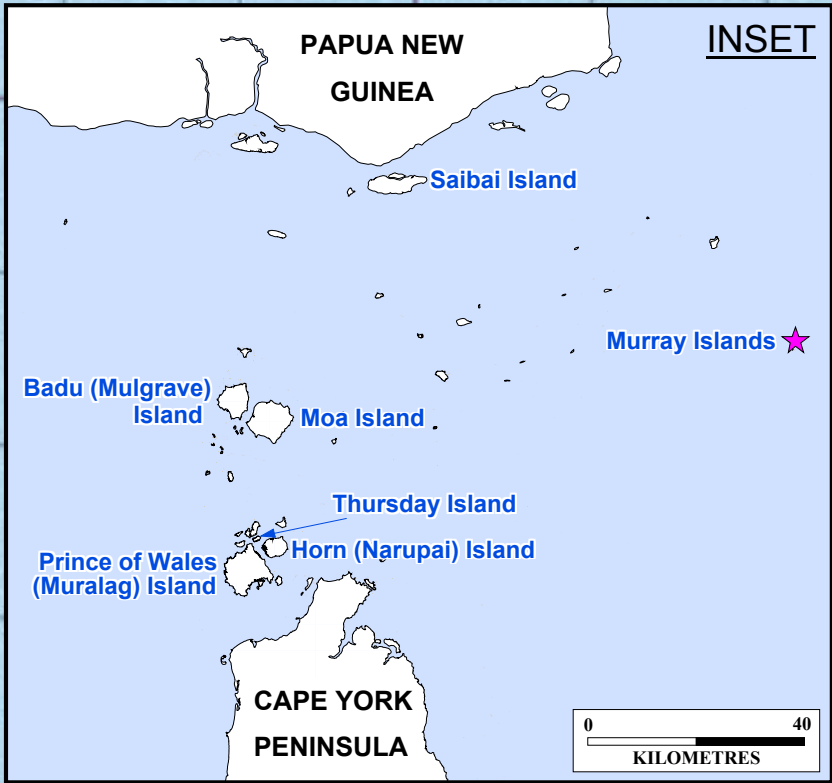 INSET
PAPUA NEW
GUINEA
Saibai Island
Murray Islands
Badu (Mulgrave)
Island
Moa Island
Thursday Island
Horn (Narupai) Island
Prince of Wales
(Muralag) Island
CAPE YORK
PENINSULA
0 40
KILOMETRES